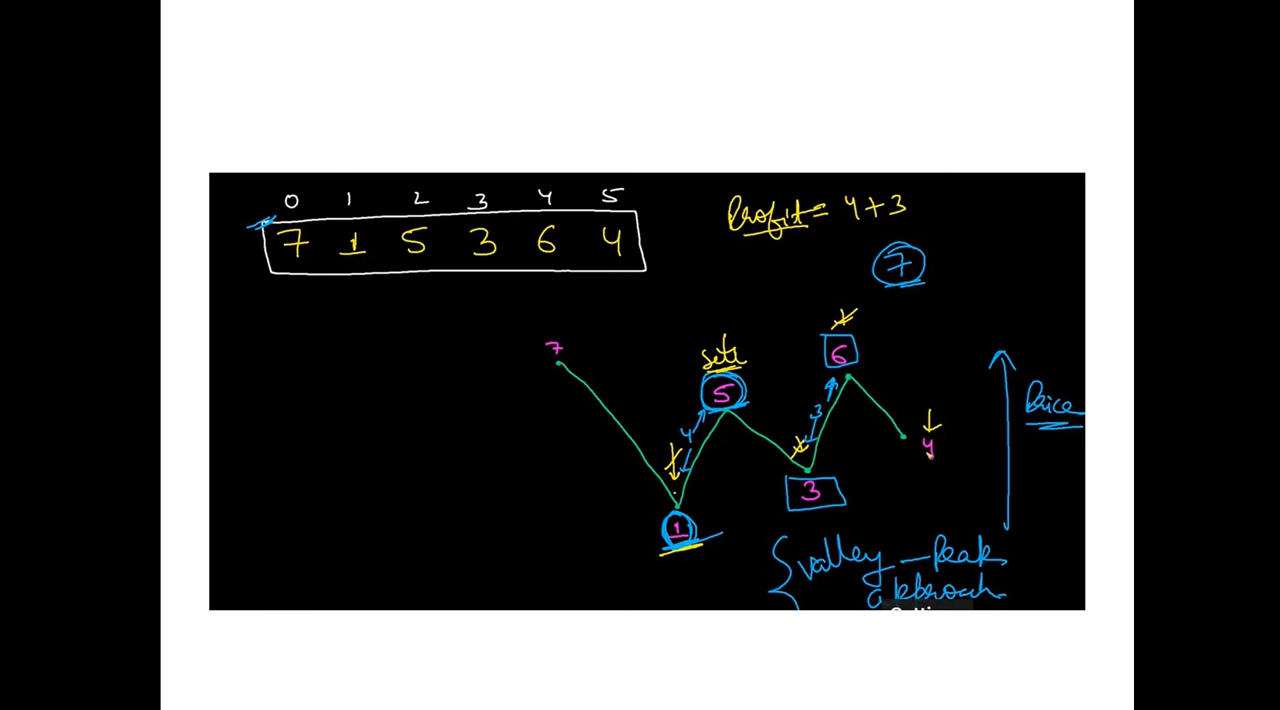 0 1 2 3 4 5
7 1 5 3 6 4
Profit = 4+3
7
7
6
sell
5
3
4
Price
4
3
1
{ valley - Peak
Approach